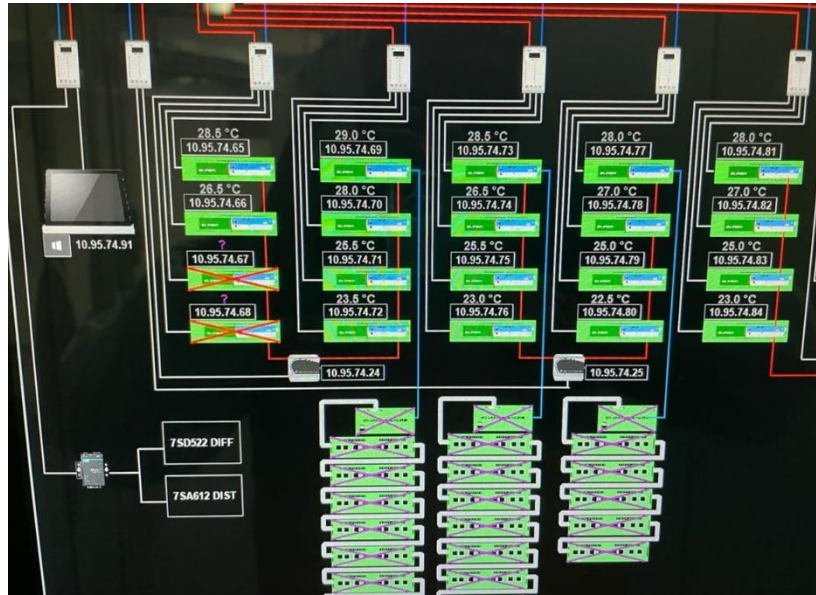 28.5 °C
10.95.74.65
26.5 °C
10.95.74.66
?
10.95.74.67
?
10.95.74.68
29.0 °C
10.95.74.69
28.0 °C
10.95.74.70
25.5 °C
10.95.74.71
23.5 °C
10.95.74.72
28.5 °C
10.95.74.73
26.5 °C
10.95.74.74
25.5 °C
10.95.74.75
23.0 °C
10.95.74.76
28.0 °C
10.95.74.77
27.0 °C
10.95.74.78
25.0 °C
10.95.74.79
22.5 °C
10.95.74.80
28.0 °C
10.95.74.81
27.0 °C
10.95.74.82
25.0 °C
10.95.74.83
23.0 °C
10.95.74.84
10.95.74.91
10.95.74.24
10.95.74.25
7SD522 DIFF
7SA612 DIST